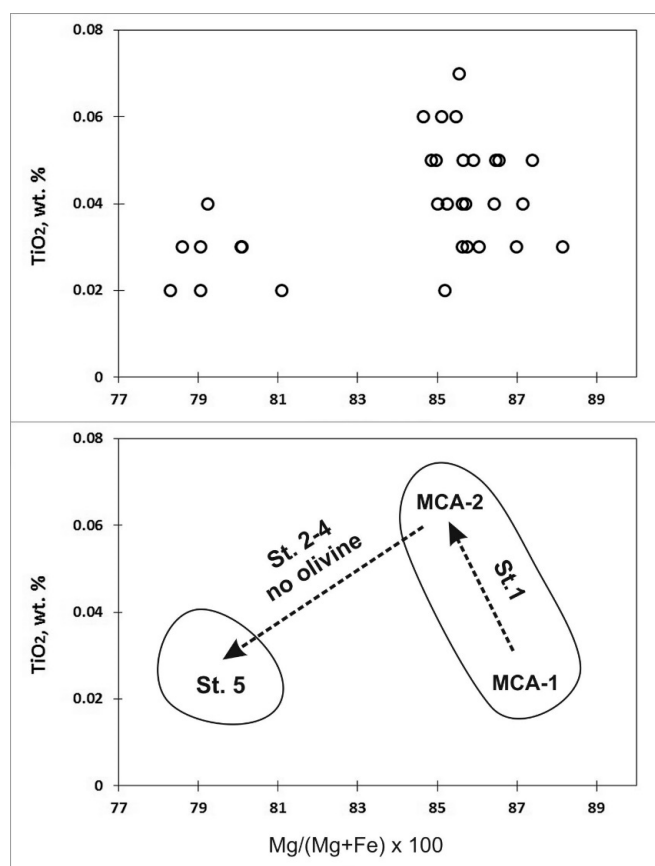 0.08
0.06
0.04
0.02
0
TiO2, wt. %
77 79 81 83 85 87 89
0.08
0.06
0.04
0.02
0
TiO2, wt. %
MCA-2
St. 2-4
no olivine
St.1
St. 5
MCA-1
77 79 81 83 85 87 89
Mg/(Mg+Fe) x 100